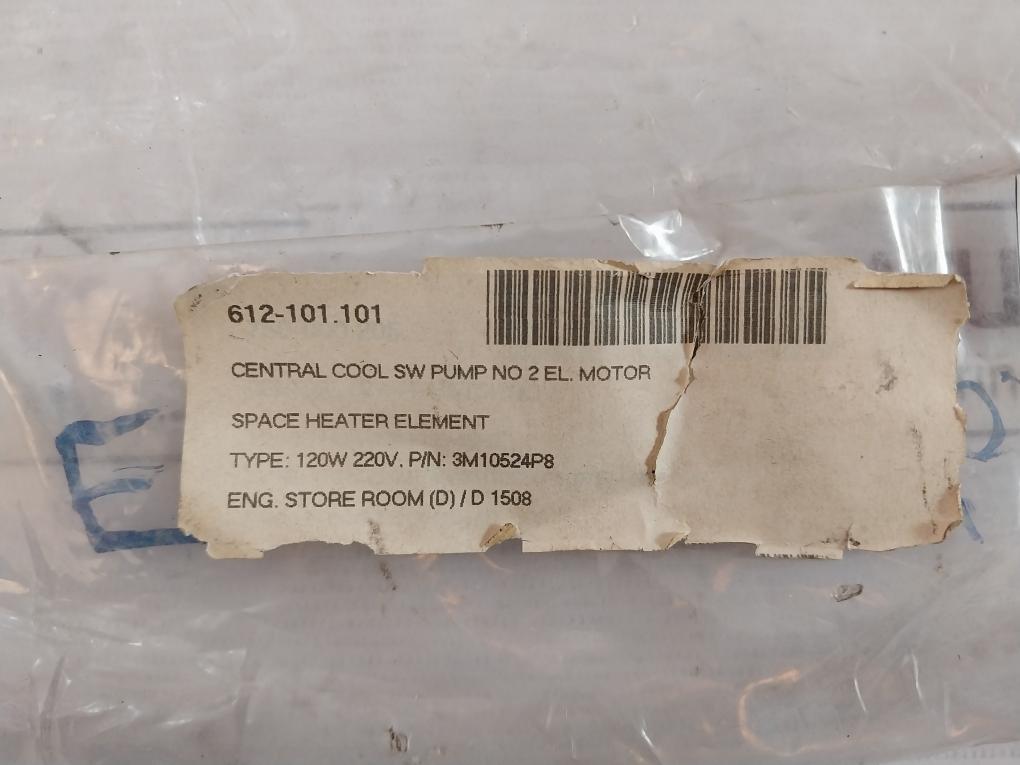 612-101.101
CENTRAL COOL SW PUMP NO 2 EL. MOTOR
SPACE HEATER ELEMENT
TYPE: 120W 220V. P/N: 3M10524P8
ENG. STORE ROOM (D) / D 1508
E